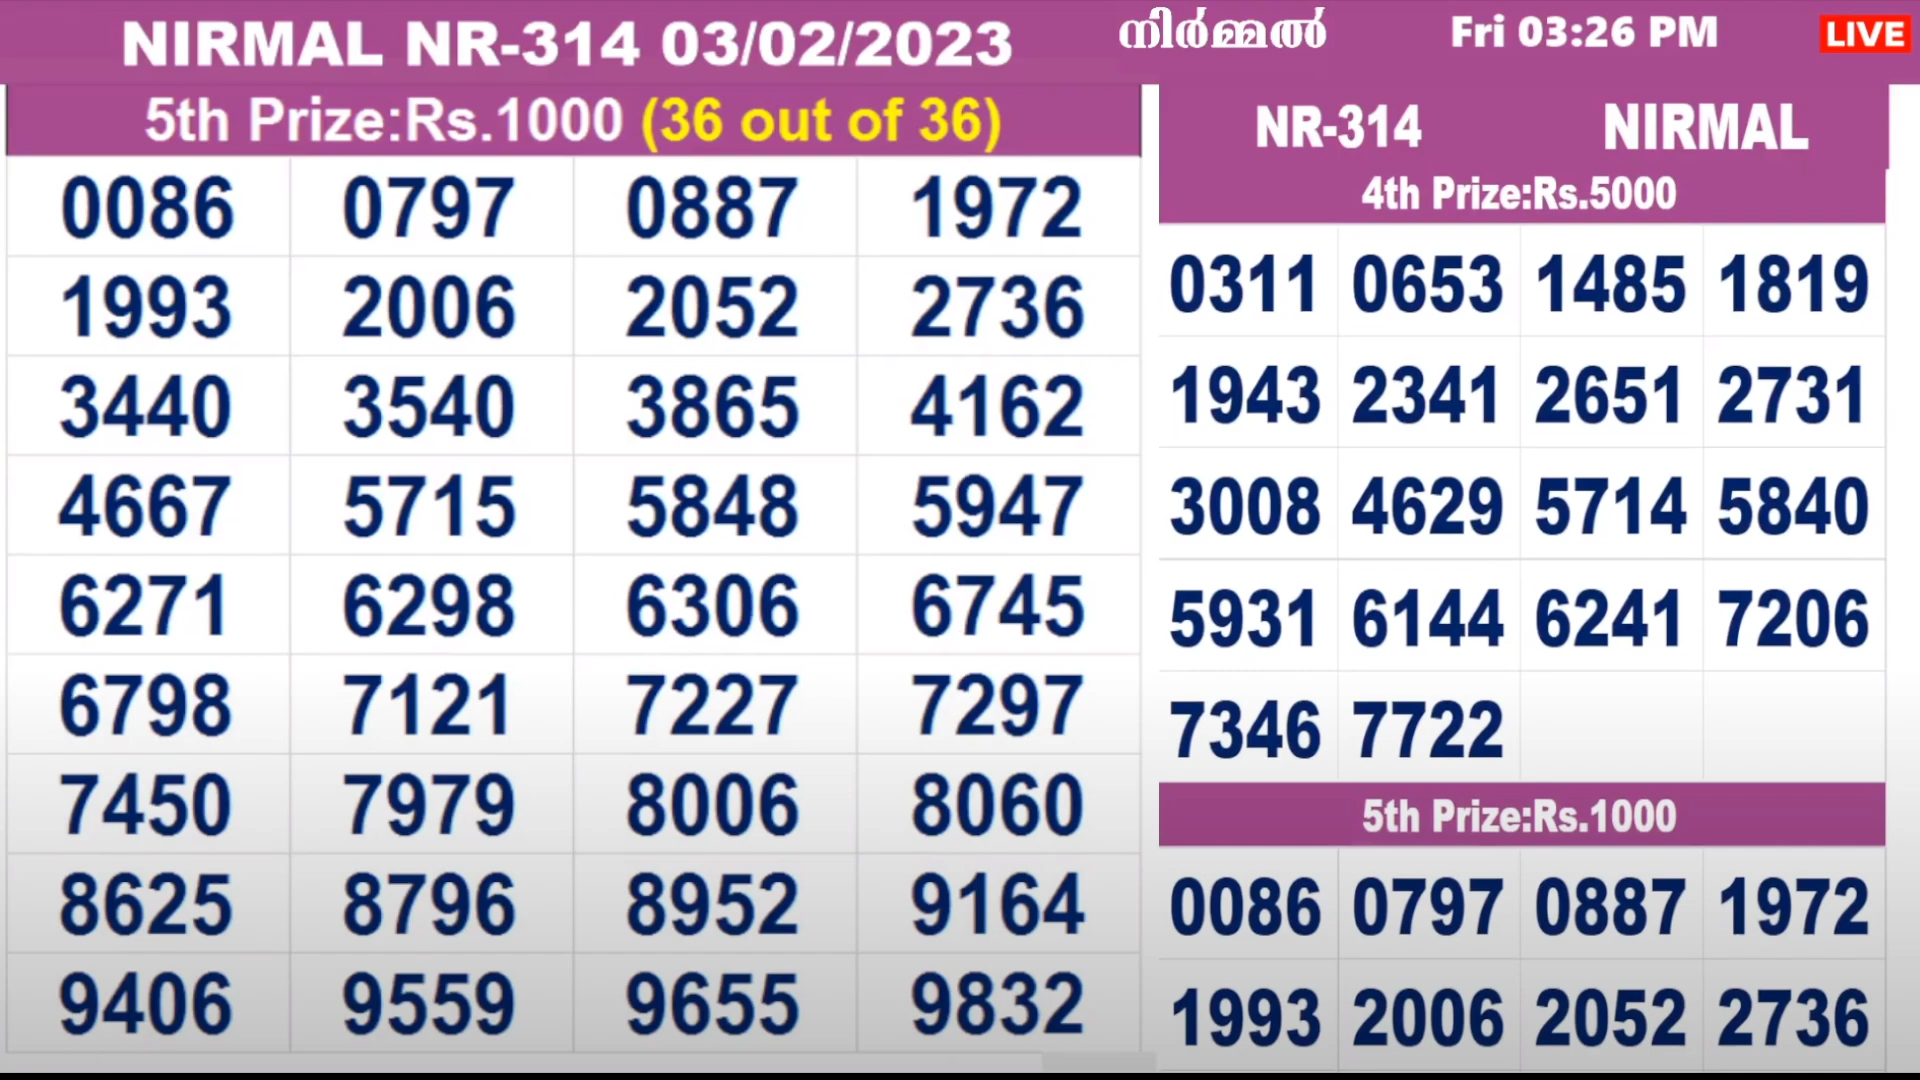 NIRMAL NR-314 03/02/2023
നിർമ്മൽ
Fri 03:26 PM
LIVE
5th Prize:Rs.1000 (36 out of 36)
0086 0797 0887 1972
1993 2006 2052 2736
3440 3540 3865 4162
4667 5715 5848 5947
6271 6298 6306 6745
6798 7121 7227 7297
7450 7979 8006 8060
8625 8796 8952 9164
9406 9559 9655 9832
NR-314 NIRMAL
4th Prize:Rs.5000
0311 0653 1485 1819
1943 2341 2651 2731
3008 4629 5714 5840
5931 6144 6241 7206
7346 7722
5th Prize:Rs.1000
0086 0797 0887 1972
1993 2006 2052 2736